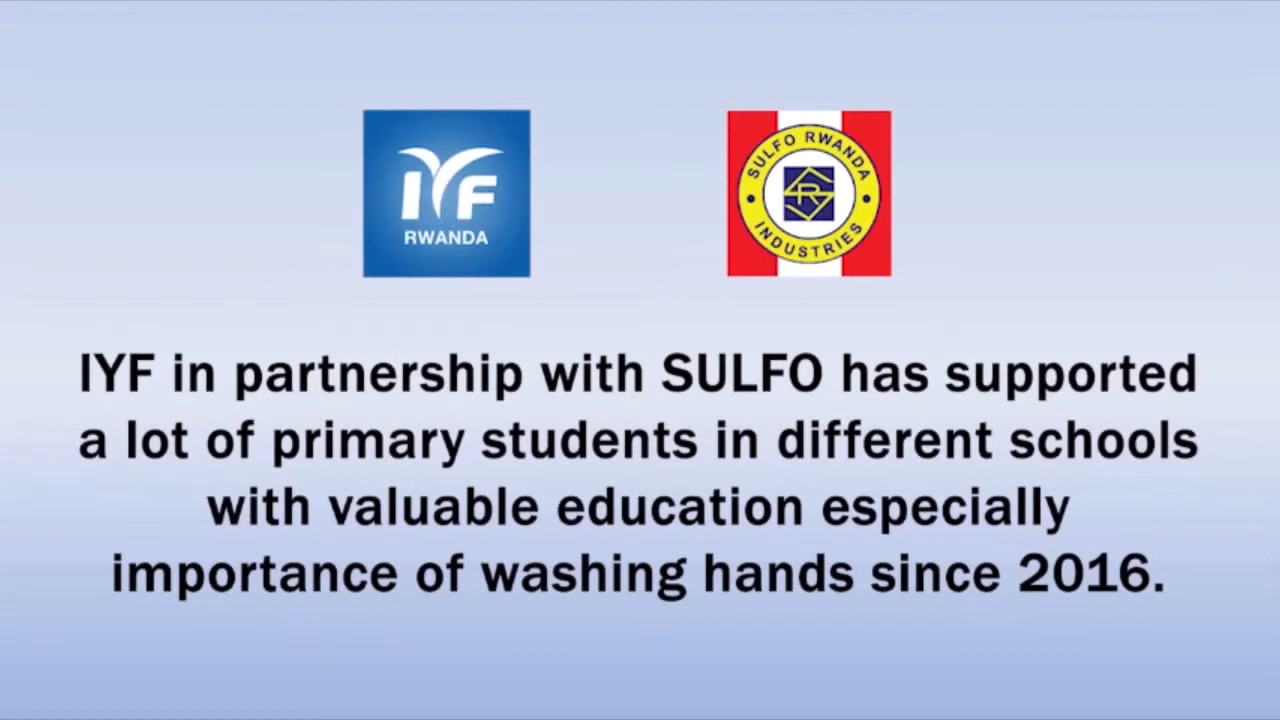 IYF
RWANDA
SULFO RWANDA
INDUSTRIES
IYF in partnership with SULFO has supported
a lot of primary students in different schools
with valuable education especially
importance of washing hands since 2016.